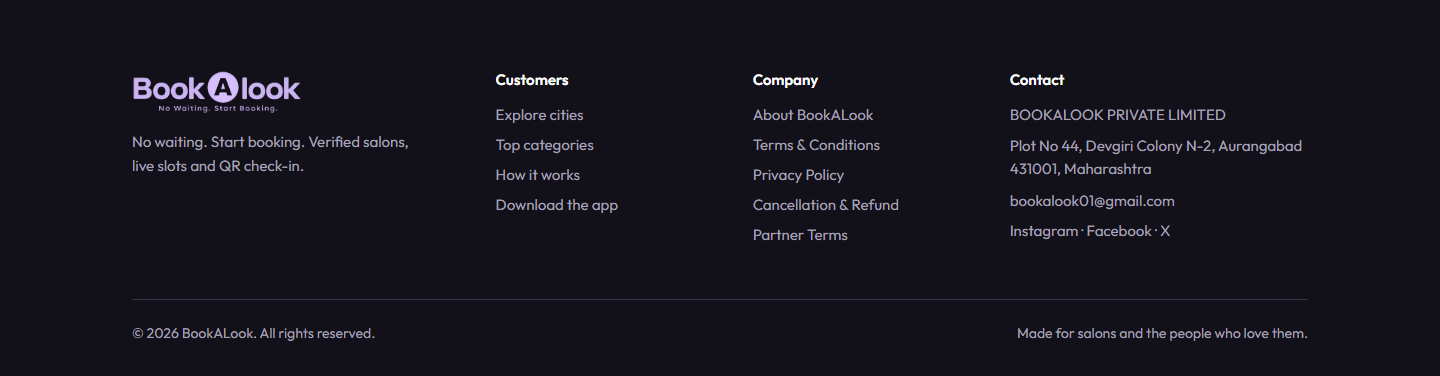 BookAlook
No Waiting. Start Booking.
No waiting. Start booking. Verified salons,
live slots and QR check-in.
Customers
Explore cities
Top categories
How it works
Download the app
Company
About BookALook
Terms & Conditions
Privacy Policy
Cancellation & Refund
Partner Terms
Contact
BOOKALOOK PRIVATE LIMITED
Plot No 44, Devgiri Colony N-2, Aurangabad
431001, Maharashtra
bookalook01@gmail.com
Instagram · Facebook · X
© 2026 BookALook. All rights reserved.
Made for salons and the people who love them.